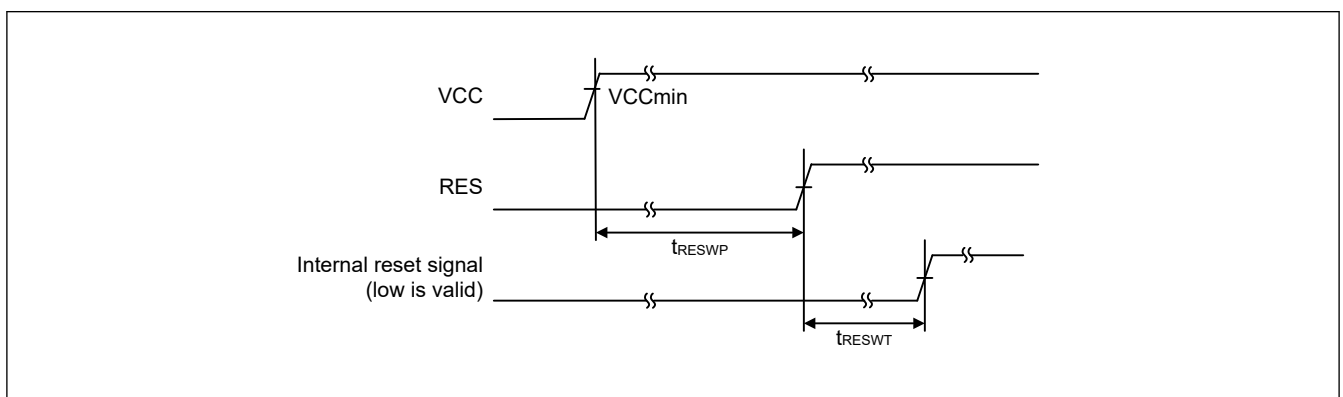 VCC
VCCmin
RES
tRESWP
Internal reset signal
(low is valid)
tRESWT